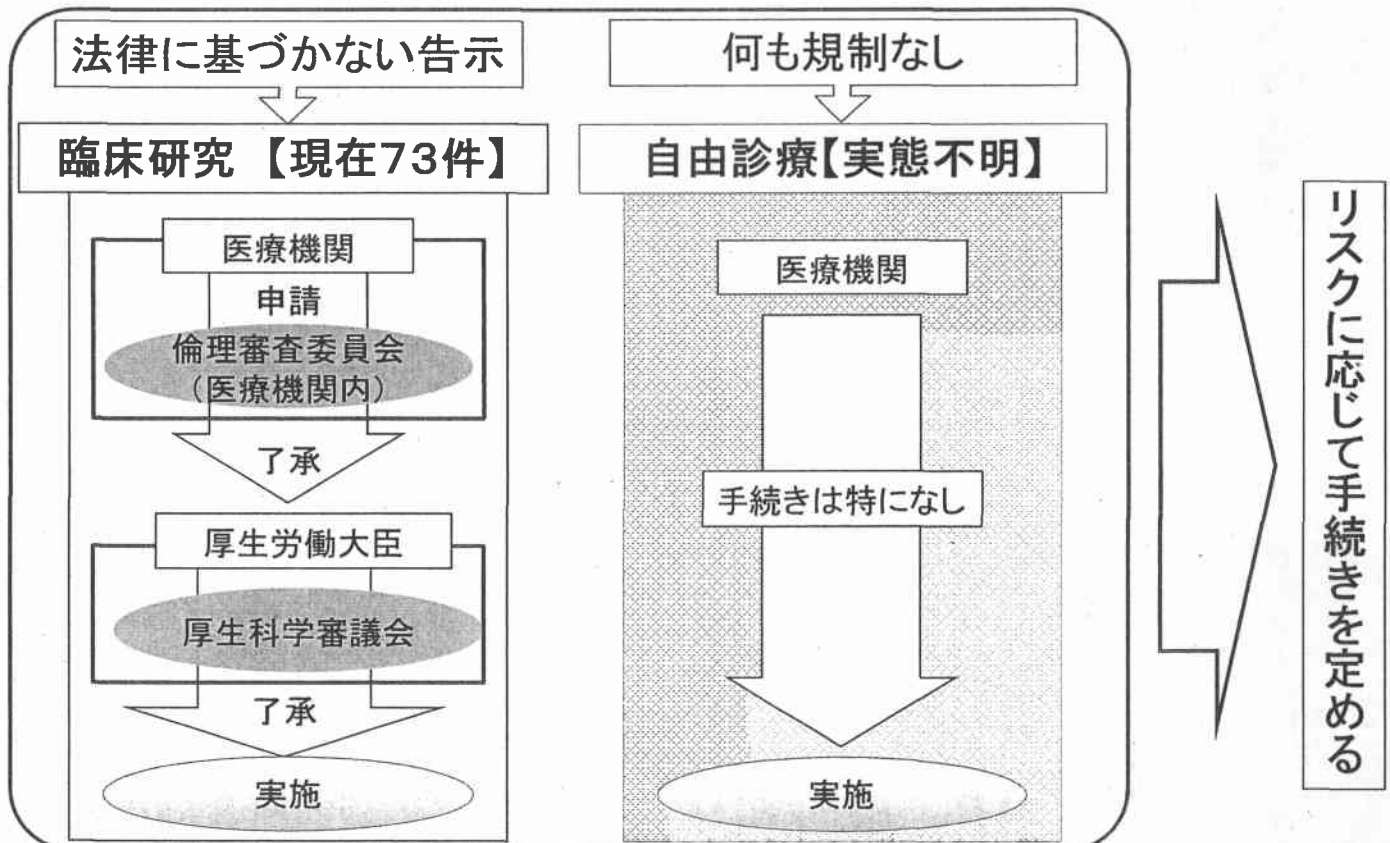 法律に基づかない告示
臨床研究 【現在73件】
医療機関
申請
倫理審査委員会
(医療機関内)
了承
厚生労働大臣
厚生科学審議会
了承
実施
何も規制なし
自由診療【実態不明】
医療機関
手続きは特になし
実施
リスクに応じて手続きを定める